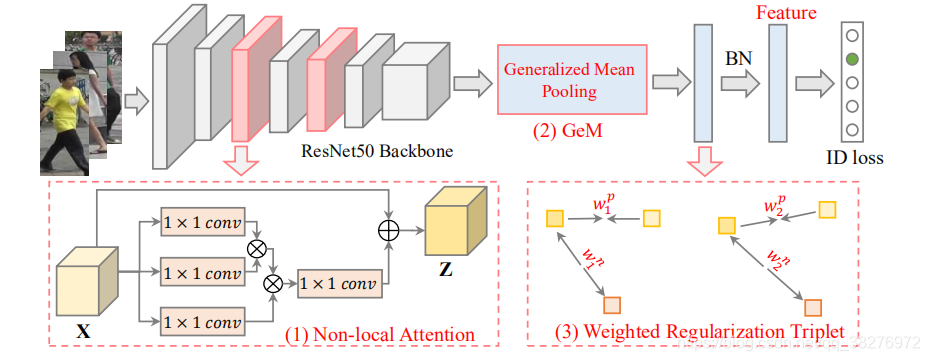 Feature
BN
Generalized Mean
Pooling
(2) GeM
ResNet50 Backbone
ID loss
1 × 1 conv
1 × 1 conv
1 × 1 conv
1 × 1 conv
X
Z
(1) Non-local Attention
w₁ᵖ
w₂ᵖ
w₁ⁿ
w₂ⁿ
(3) Weighted Regularization Triplet